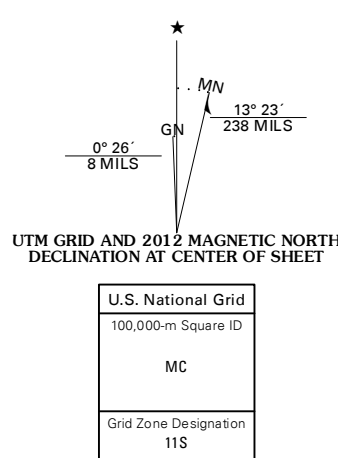 ★
MN
GN
13° 23´
238 MILS
0° 26´
8 MILS
UTM GRID AND 2012 MAGNETIC NORTH
DECLINATION AT CENTER OF SHEET
U.S. National Grid
100,000-m Square ID
MC
Grid Zone Designation
11S